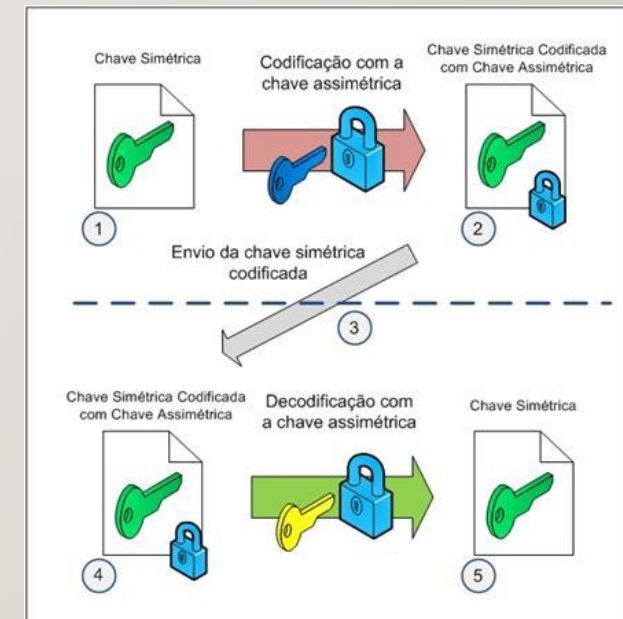 Chave Simétrica
Codificação com a
chave assimétrica
Chave Simétrica Codificada
com Chave Assimétrica
1
2
Envio da chave simétrica
codificada
3
Chave Simétrica Codificada
com Chave Assimétrica
Decodificação com
a chave assimétrica
Chave Simétrica
4
5